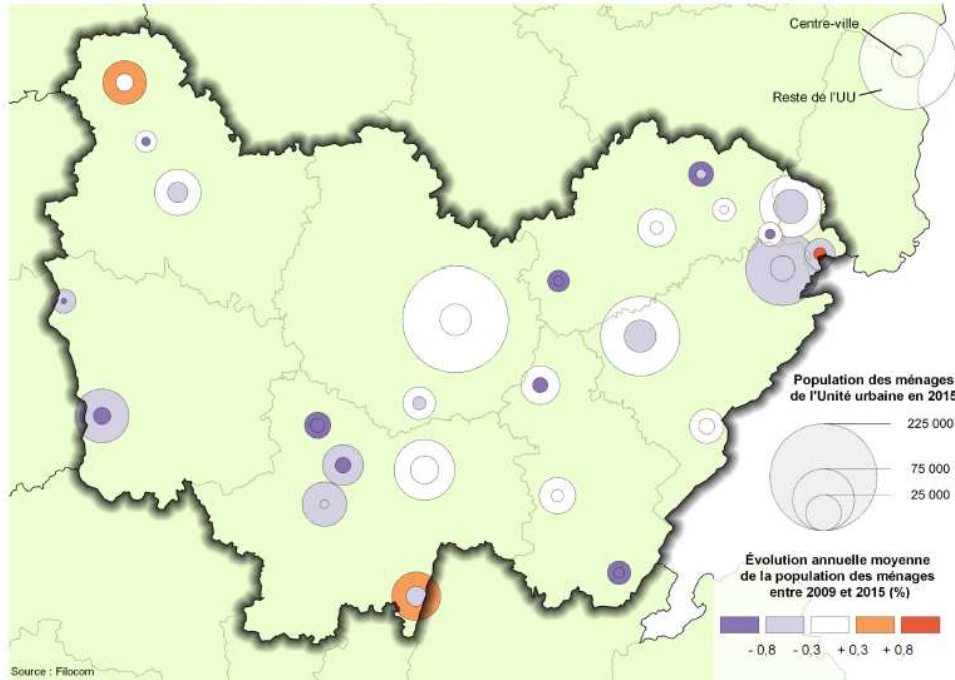 Centre-ville
Reste de l'UU
Population des ménages
de l'Unité urbaine en 2015
225 000
75 000
25 000
Évolution annuelle moyenne
de la population des ménages
entre 2009 et 2015 (%)
- 0,8 - 0,3 + 0,3 + 0,8
Source : Filocom